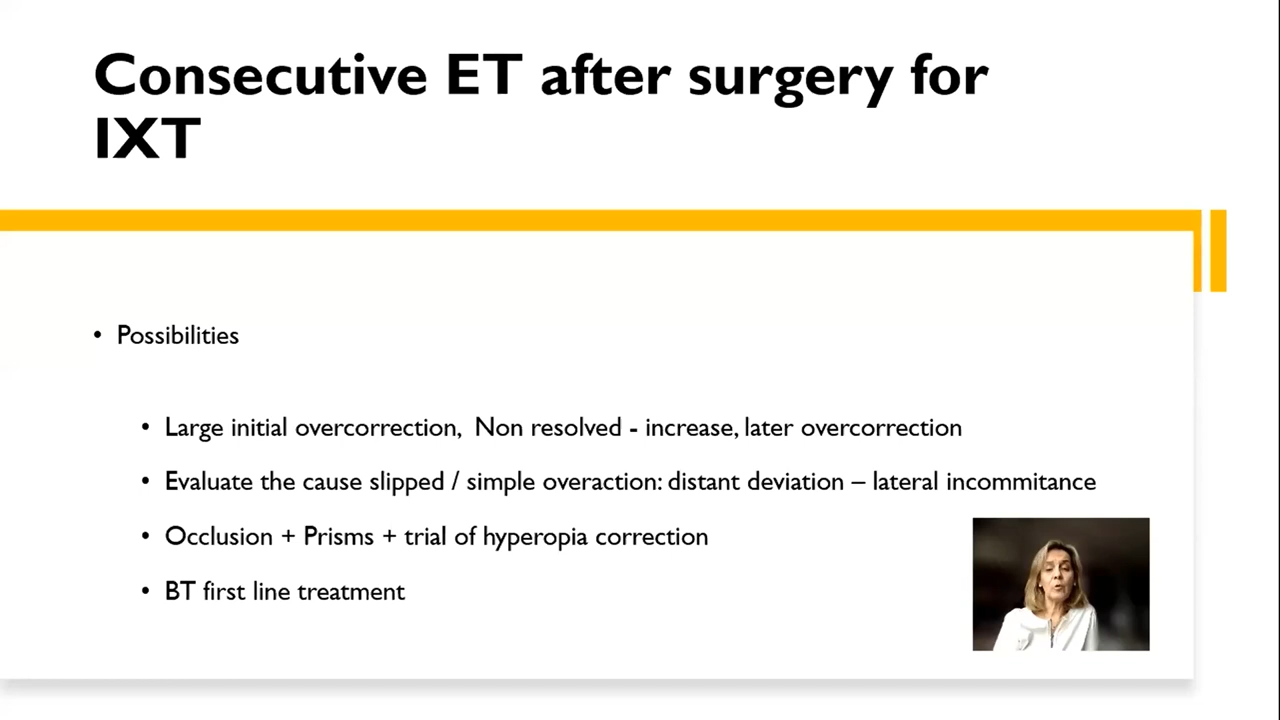 Consecutive ET after surgery for
IXT
• Possibilities
• Large initial overcorrection,  Non resolved - increase, later overcorrection
• Evaluate the cause slipped / simple overaction: distant deviation – lateral incommitance
• Occlusion + Prisms + trial of hyperopia correction
• BT first line treatment